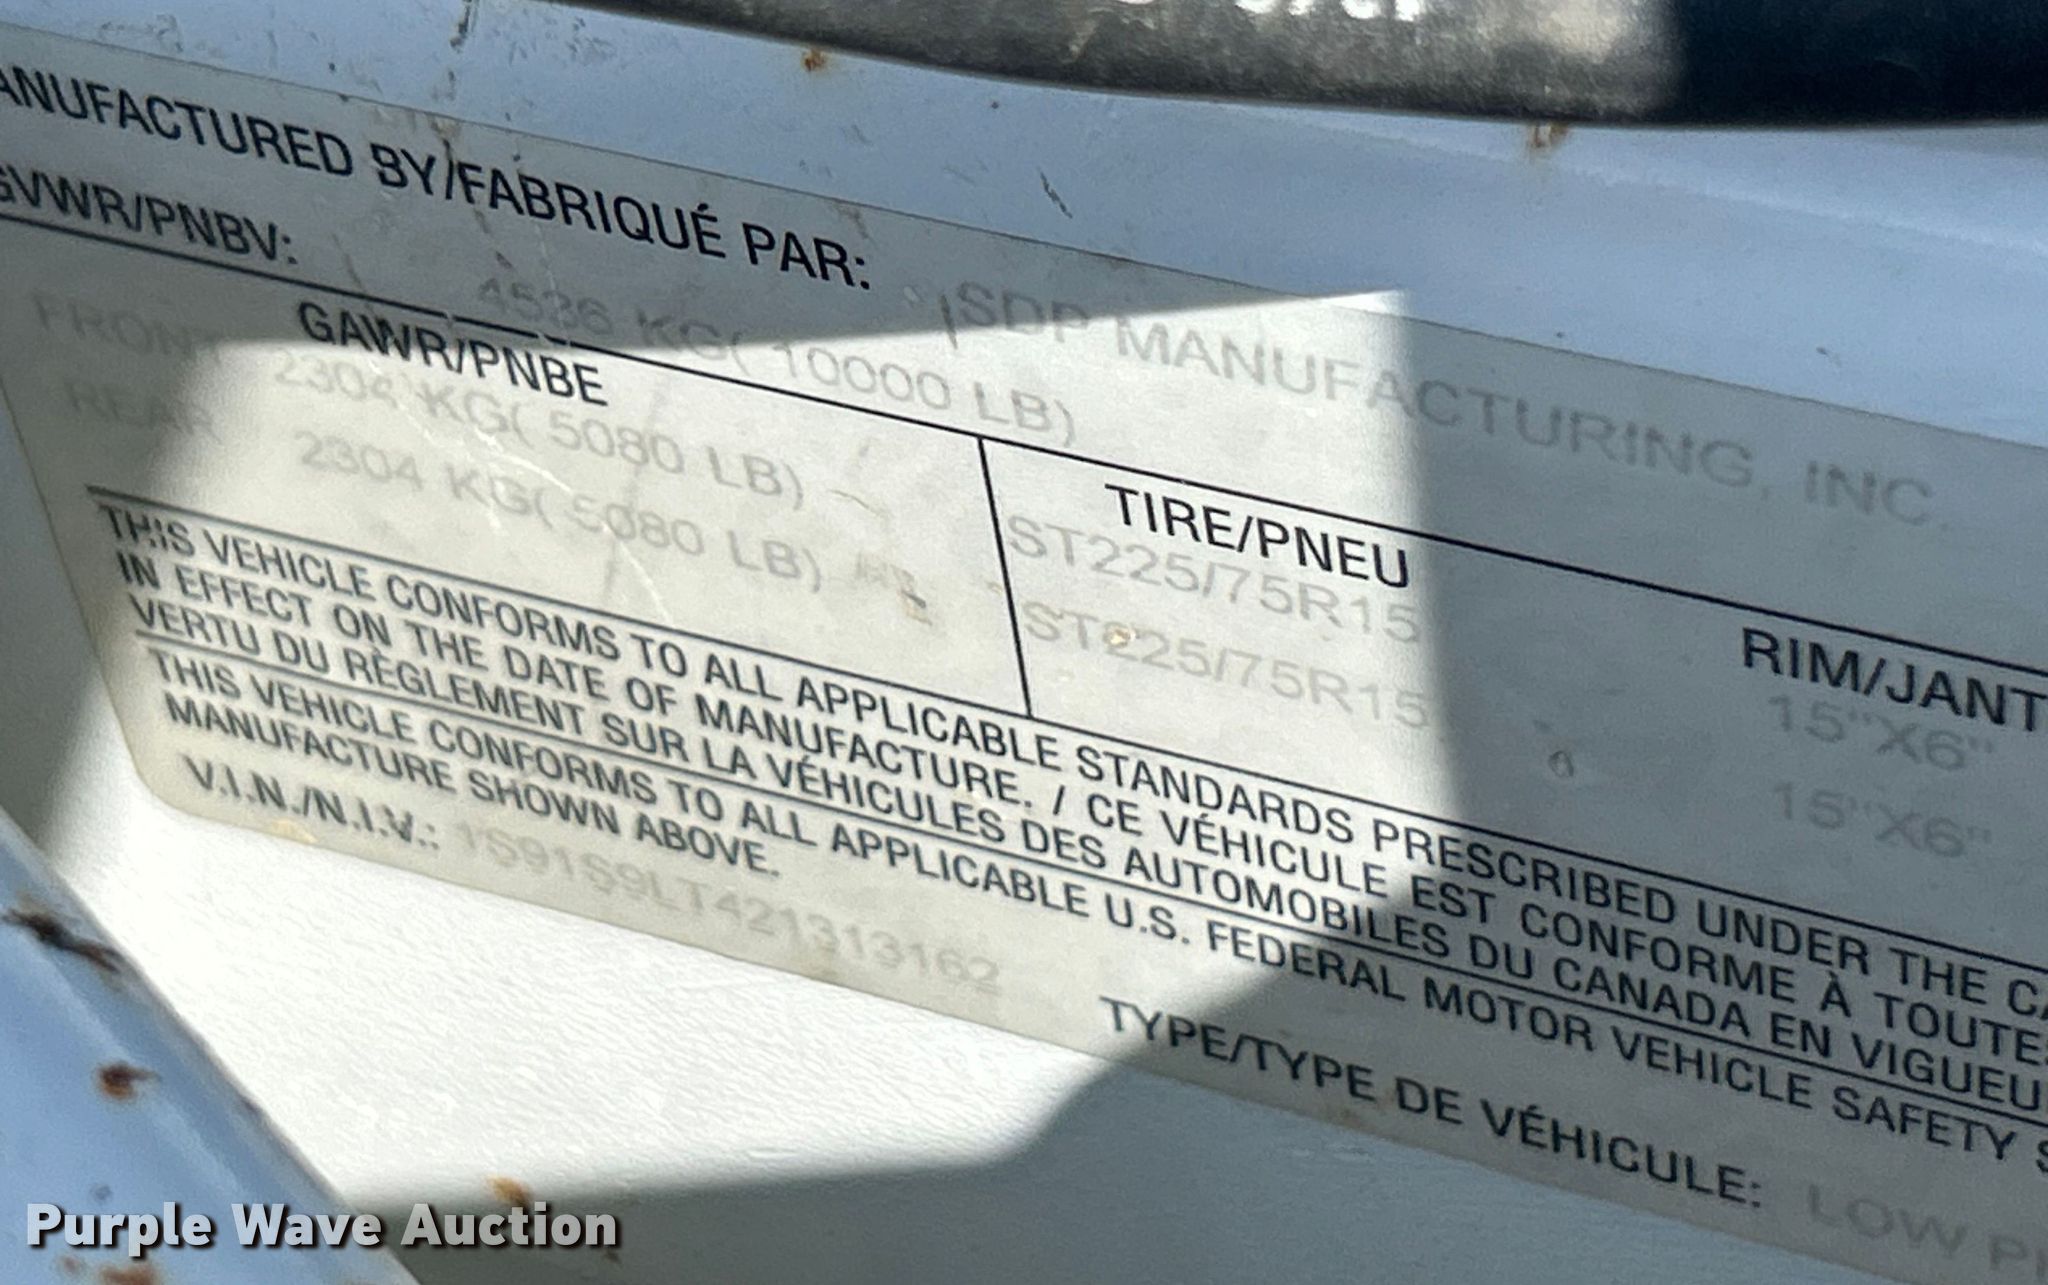 ANUFACTURED BY/FABRIQUÉ PAR: SDP MANUFACTURING, INC.
GVWR/PNBV: 4536 KG( 10000 LB)
GAWR/PNBE TIRE/PNEU RIM/JANT
FRONT 2304 KG( 5080 LB) ST225/75R15 15"X6"
REAR 2304 KG( 5080 LB) ST225/75R15 15"X6"
THIS VEHICLE CONFORMS TO ALL APPLICABLE STANDARDS PRESCRIBED UNDER THE CA
IN EFFECT ON THE DATE OF MANUFACTURE. / CE VÉHICULE EST CONFORME À TOUTES
VERTU DU RÈGLEMENT SUR LA VÉHICULES DES AUTOMOBILES DU CANADA EN VIGUEU
THIS VEHICLE CONFORMS TO ALL APPLICABLE U.S. FEDERAL MOTOR VEHICLE SAFETY S
MANUFACTURE SHOWN ABOVE.
V.I.N./N.I.V.: 1S91S9LT421313162 TYPE/TYPE DE VÉHICULE: LOW P
Purple Wave Auction